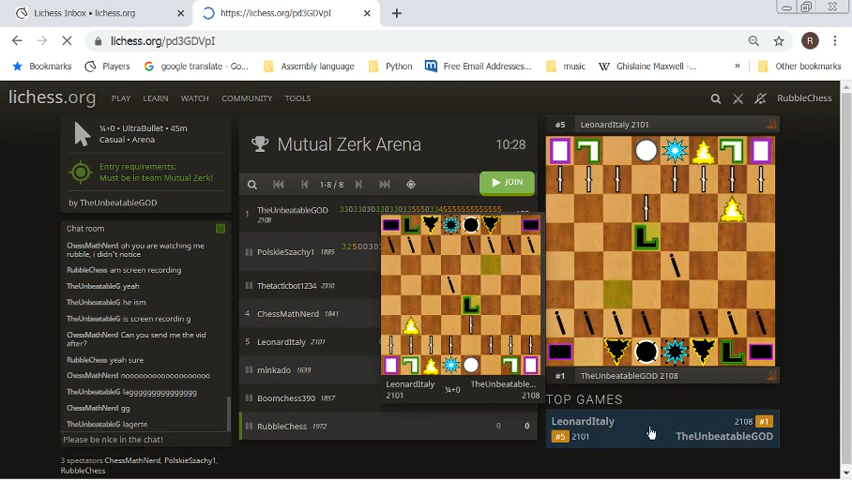 Lichess Inbox
https://lichess.org/pd3GDVpI
lichess.org/pd3GDVpI
R
Bookmarks
Players
google translate - Go...
Assembly language
Python
Free Email Addresses...
music
Ghislaine Maxwell -...
»
Other bookmarks
lichess.org
PLAY
LEARN
WATCH
COMMUNITY
TOOLS
RubbleChess
¼+0 • UltraBullet • 45m
Casual • Arena
Entry requirements:
Must be in team Mutual Zerk!
by TheUnbeatableGOD
Chat room
ChessMathNerd oh you are watching me
rubble, i didn't notice
RubbleChess am screen recording
TheUnbeatableG yeah
TheUnbeatableG he ism
TheUnbeatableG is screen recordin g
ChessMathNerd Can you send me the vid
after?
RubbleChess yeah sure
ChessMathNerd nooooooooooooooooooo
TheUnbeatableG laggggggggggggggg
ChessMathNerd gg
TheUnbeatableG lagerte
Please be nice in the chat!
3 spectators ChessMathNerd, PolskieSzachy1,
RubbleChess
Mutual Zerk Arena
10:28
1-8 / 8
JOIN
1
TheUnbeatableGOD
2108
PolskieSzachy1 1885
Thetacticbot1234 2310
4
ChessMathNerd 1841
5
LeonardItaly 2101
minkado 1639
Boomchess390 1887
RubbleChess 1972
0
0
LeonardItaly
2101
¼+0
TheUnbeatable...
2108
#5
LeonardItaly 2101
#1
TheUnbeatableGOD 2108
TOP GAMES
LeonardItaly
2108 #1
#5 2101
TheUnbeatableGOD